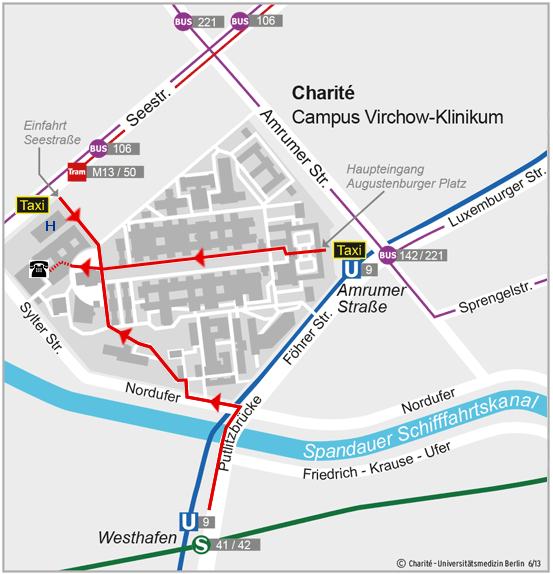 BUS 221
BUS 106
Seestr.
Charité
Campus Virchow-Klinikum
Amrumer Str.
Einfahrt
Seestraße
BUS 106
Tram M13 / 50
Haupteingang
Augustenburger Platz
Taxi
H
Luxemburger Str.
Taxi
BUS 142/221
U 9
Amrumer
Straße
Sprengelstr.
Sylter Str.
Föhrer Str.
Nordufer
Nordufer
Putlitzbrücke
Spandauer Schifffahrtskanal
Friedrich - Krause - Ufer
U 9
Westhafen
S 41 / 42
© Charité - Universitätsmedizin Berlin 6/13